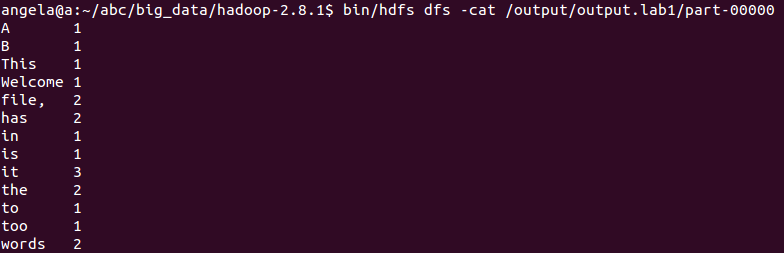 angela@a:~/abc/big_data/hadoop-2.8.1$ bin/hdfs dfs -cat /output/output.lab1/part-00000
A 1
B 1
This 1
Welcome 1
file, 2
has 2
in 1
is 1
it 3
the 2
to 1
too 1
words 2